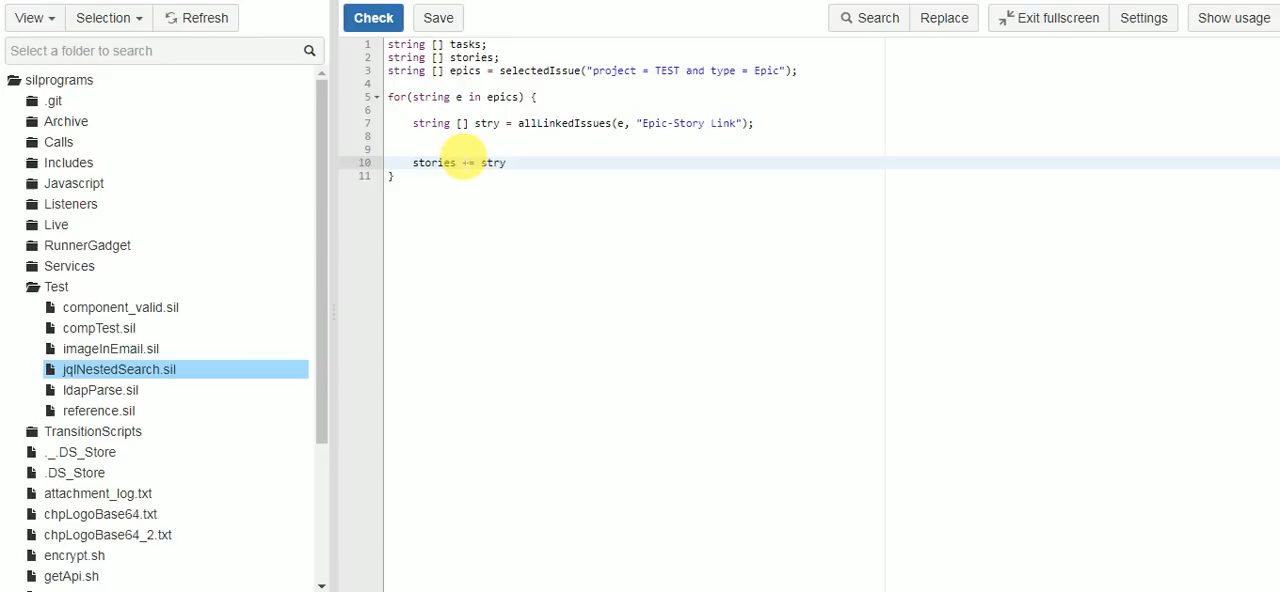 View
Selection
Refresh
Check
Save
Search
Replace
Exit fullscreen
Settings
Show usage
Select a folder to search
silprograms
.git
Archive
Calls
Includes
Javascript
Listeners
Live
RunnerGadget
Services
Test
component_valid.sil
compTest.sil
imageInEmail.sil
jqlNestedSearch.sil
ldapParse.sil
reference.sil
TransitionScripts
._.DS_Store
.DS_Store
attachment_log.txt
chpLogoBase64.txt
chpLogoBase64_2.txt
encrypt.sh
getApi.sh
1 string [] tasks;
2 string [] stories;
3 string [] epics = selectedIssue("project = TEST and type = Epic");
4
5 for(string e in epics) {
6
7 string [] stry = allLinkedIssues(e, "Epic-Story Link");
8
9
10 stories += stry
11 }